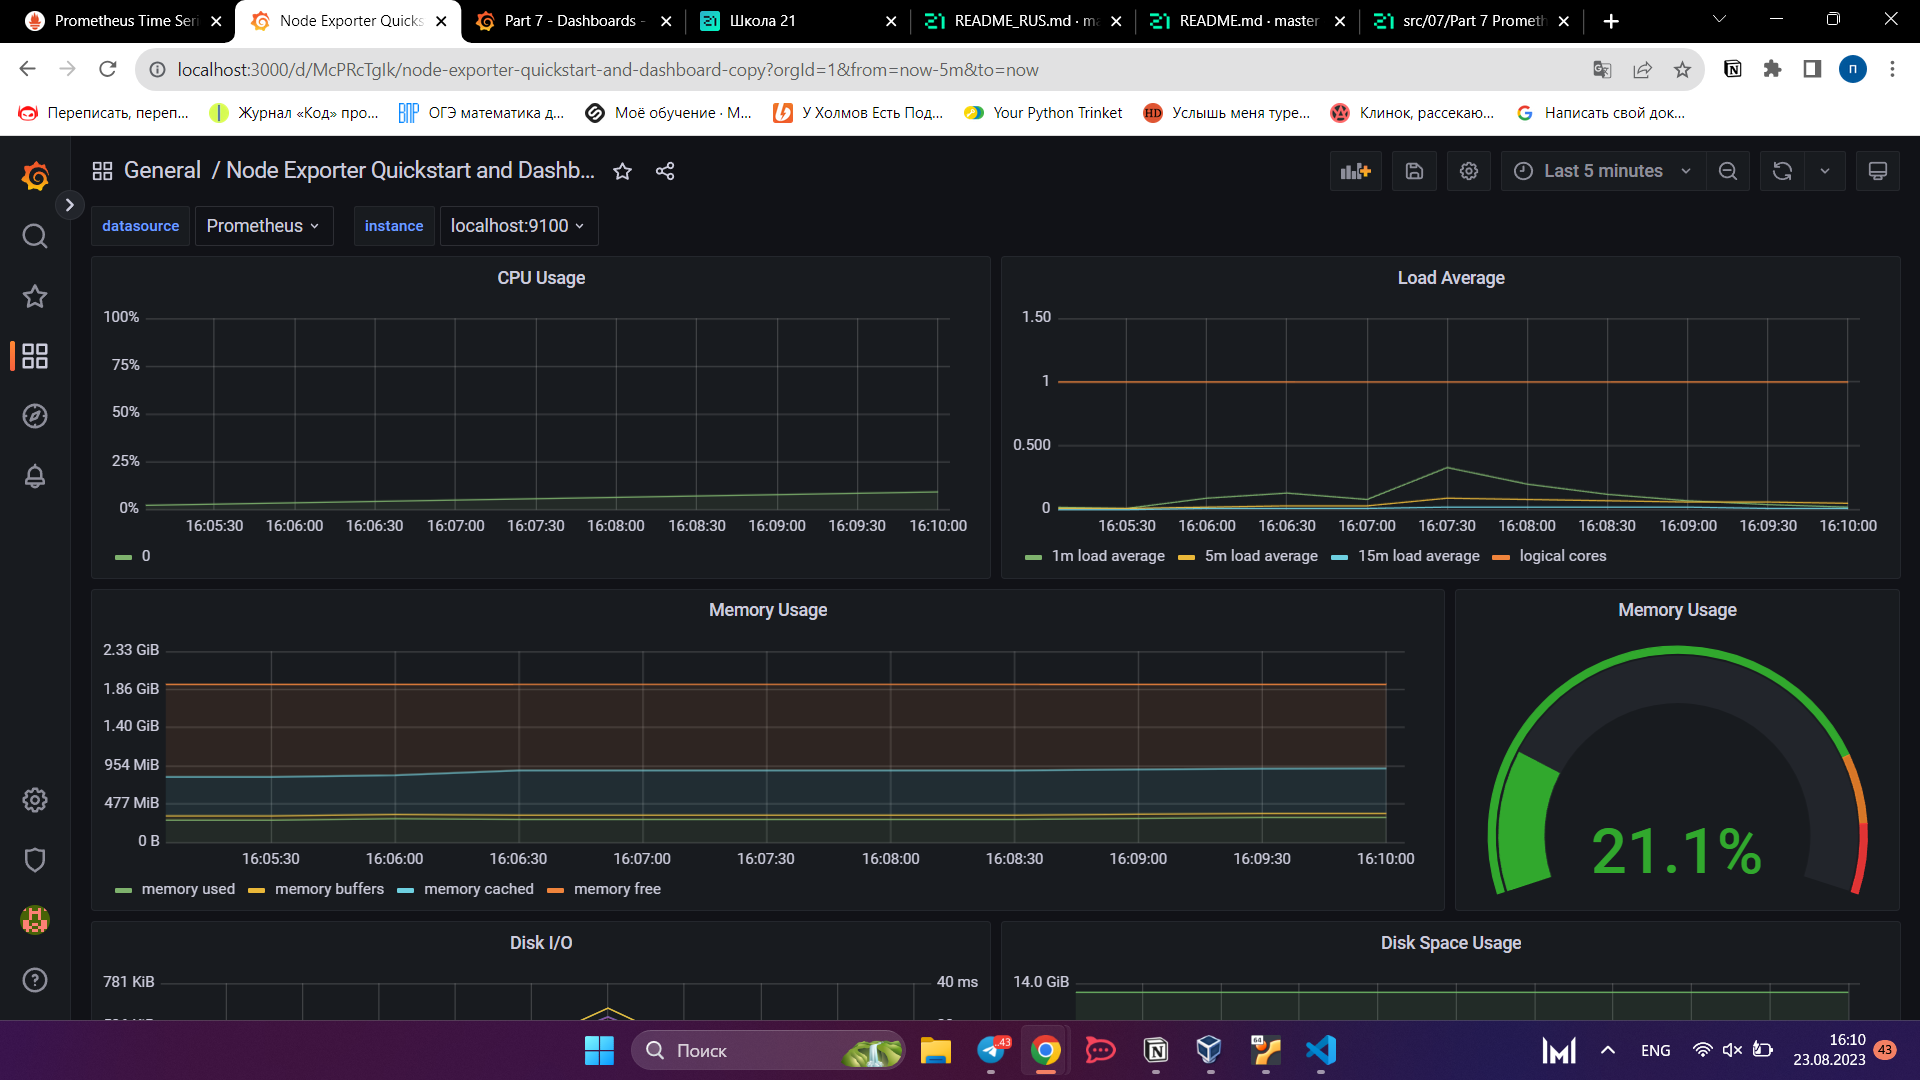 Prometheus Time Seri
Node Exporter Quicks
Part 7 - Dashboards -
Школа 21
README_RUS.md · ma
README.md · master
src/07/Part 7 Prometh
localhost:3000/d/McPRcTgIk/node-exporter-quickstart-and-dashboard-copy?orgId=1&from=now-5m&to=now
П
Переписать, переп...
Журнал «Код» про...
ОГЭ математика д...
Моё обучение · М...
У Холмов Есть Под...
Your Python Trinket
HD Услышь меня туре...
Клинок, рассекаю...
Написать свой док...
General / Node Exporter Quickstart and Dashb...
Last 5 minutes
datasource Prometheus instance localhost:9100
CPU Usage
100%
75%
50%
25%
0%
16:05:30 16:06:00 16:06:30 16:07:00 16:07:30 16:08:00 16:08:30 16:09:00 16:09:30 16:10:00
0
Load Average
1.50
1
0.500
0
16:05:30 16:06:00 16:06:30 16:07:00 16:07:30 16:08:00 16:08:30 16:09:00 16:09:30 16:10:00
1m load average 5m load average 15m load average logical cores
Memory Usage
2.33 GiB
1.86 GiB
1.40 GiB
954 MiB
477 MiB
0 B
16:05:30 16:06:00 16:06:30 16:07:00 16:07:30 16:08:00 16:08:30 16:09:00 16:09:30 16:10:00
memory used memory buffers memory cached memory free
Memory Usage
21.1%
Disk I/O
781 KiB
40 ms
Disk Space Usage
14.0 GiB
Поиск
43
64
ENG
16:10
23.08.2023
43